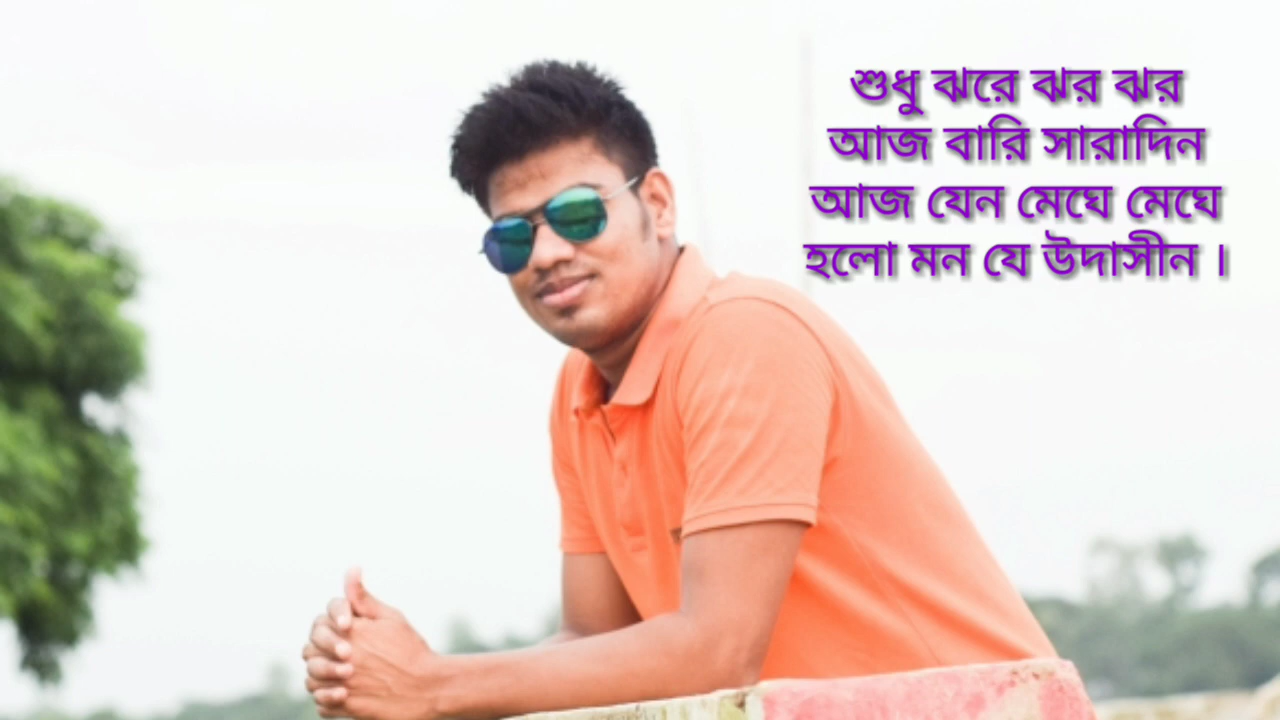 শুধু ঝরে ঝর ঝর
আজ বারি সারাদিন
আজ যেন মেঘে মেঘে
হলো মন যে উদাসীন ।